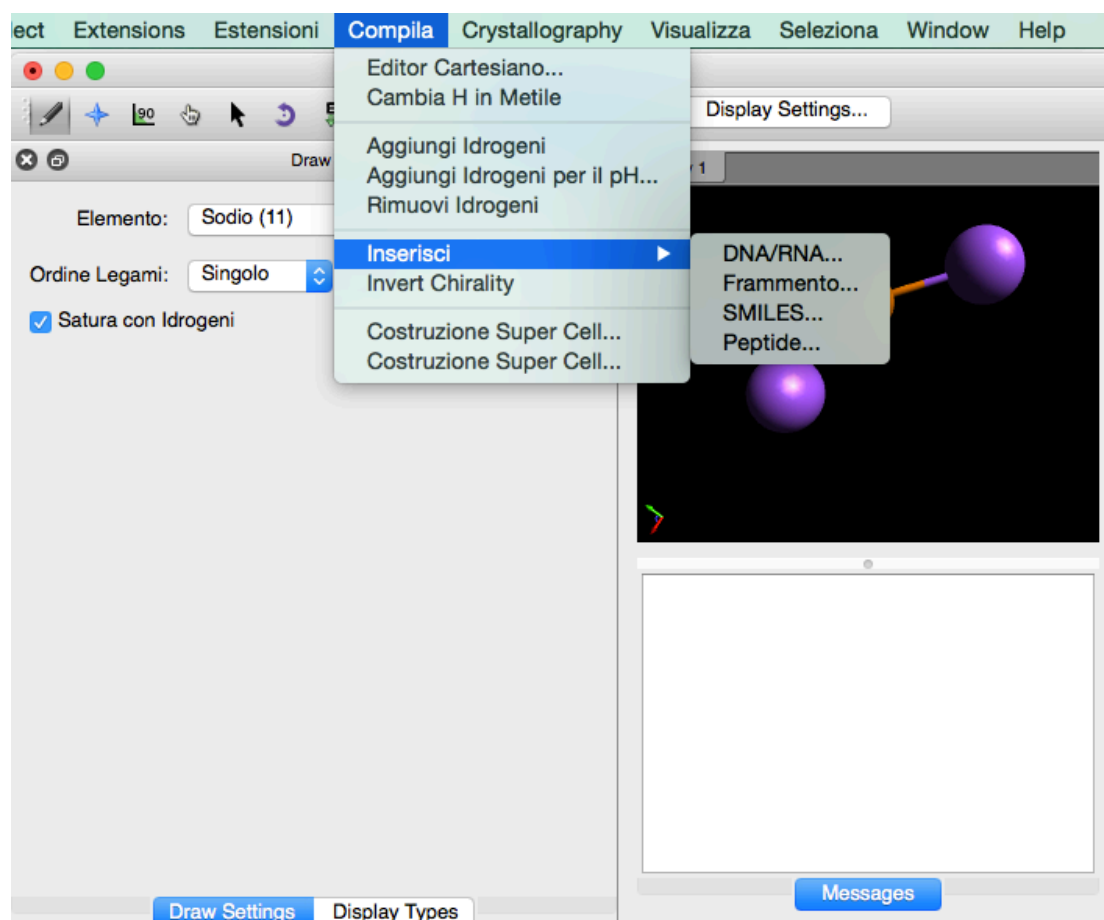 ect Extensions Estensioni Compila Crystallography Visualizza Seleziona Window Help
Editor Cartesiano...
Cambia H in Metile
90
Display Settings...
Aggiungi Idrogeni
Draw
Aggiungi Idrogeni per il pH...
1
Rimuovi Idrogeni
Elemento: Sodio (11)
Inserisci
DNA/RNA...
Ordine Legami: Singolo
Invert Chirality
Frammento...
Satura con Idrogeni
SMILES...
Costruzione Super Cell...
Peptide...
Costruzione Super Cell...
Messages
Draw Settings Display Types